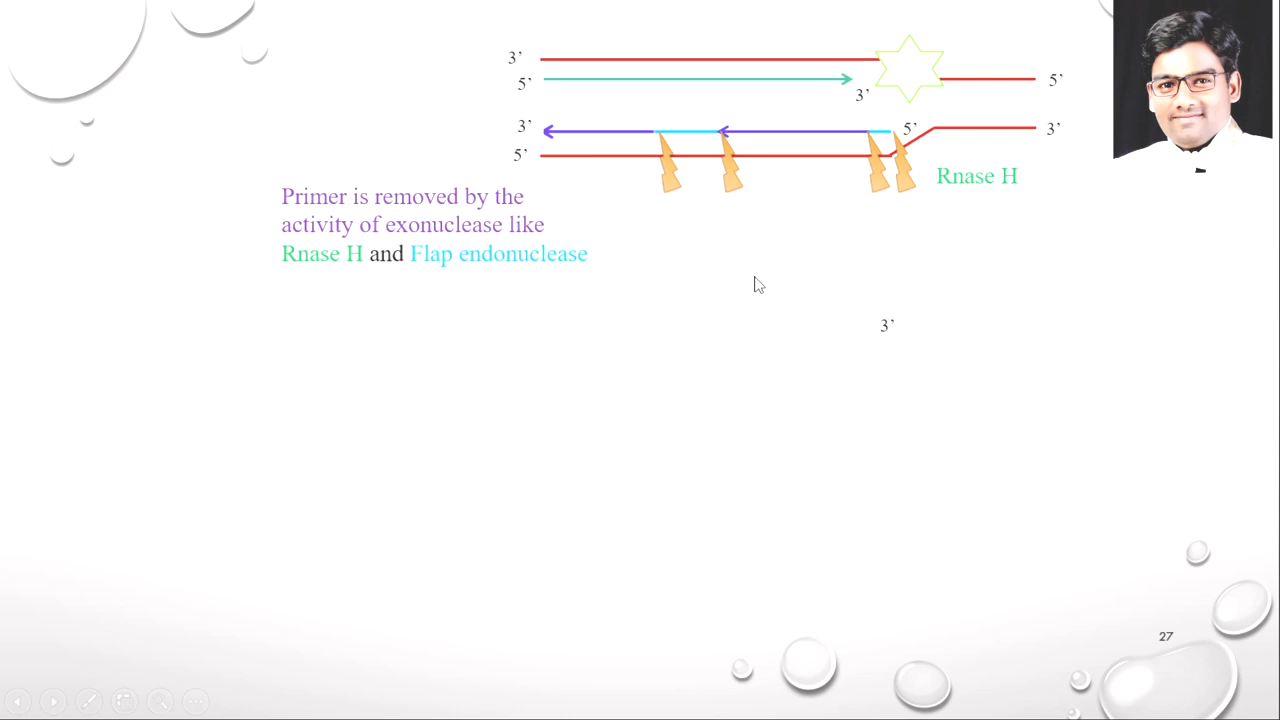 3’
5’
3’
5’
3’
5’
3’
5’
Rnase H
Primer is removed by the
activity of exonuclease like
Rnase H and Flap endonuclease
3’
27